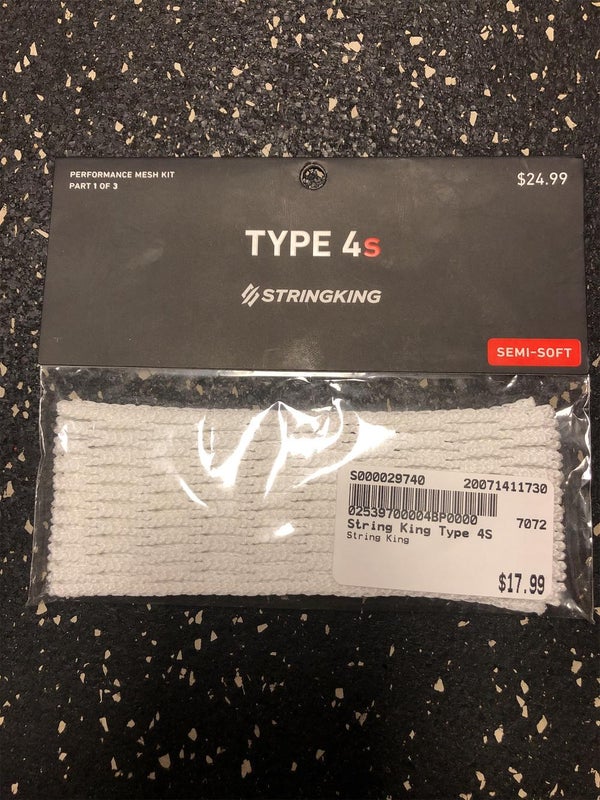 PERFORMANCE MESH KIT
PART 1 OF 3
$24.99
TYPE 4s
STRINGKING
SEMI-SOFT
S000029740 20071411730
02539700004BP0000 7072
String King Type 4S
String King
$17.99